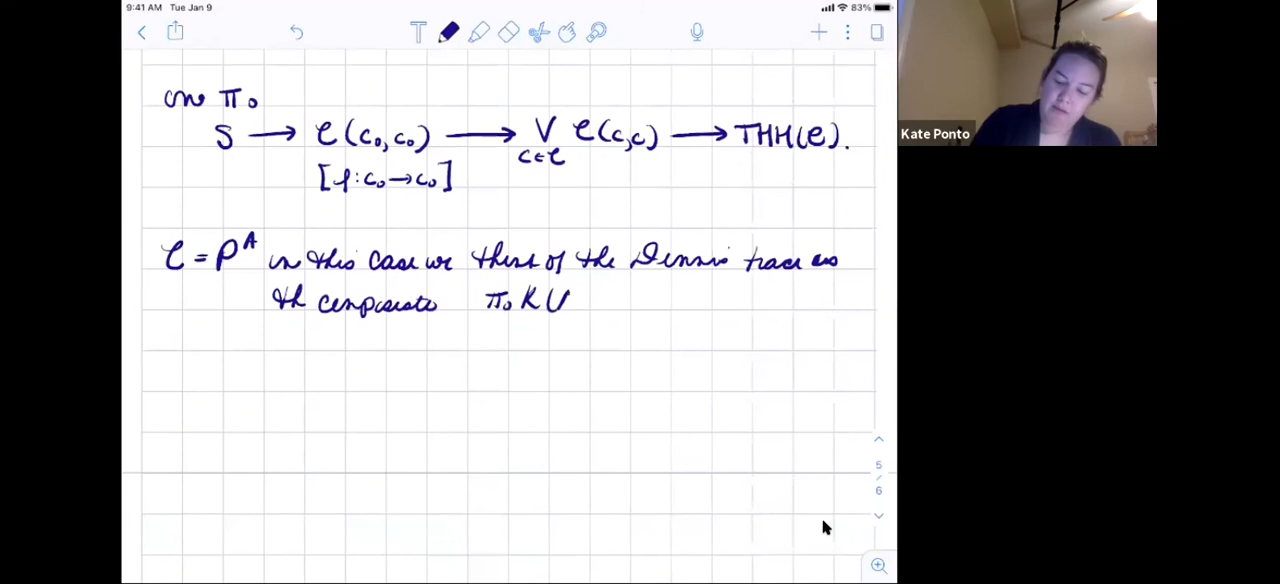 9:41 AM Tue Jan 9
83%
T
on π₀
S → C(c₀,c₀) → ⋁ C(c,c) → THH(C).
c∈C
[f:c₀→c₀]
C = P^A in this case we think of the Dennis trace as
th composite π₀ K (
Kate Ponto
5
6